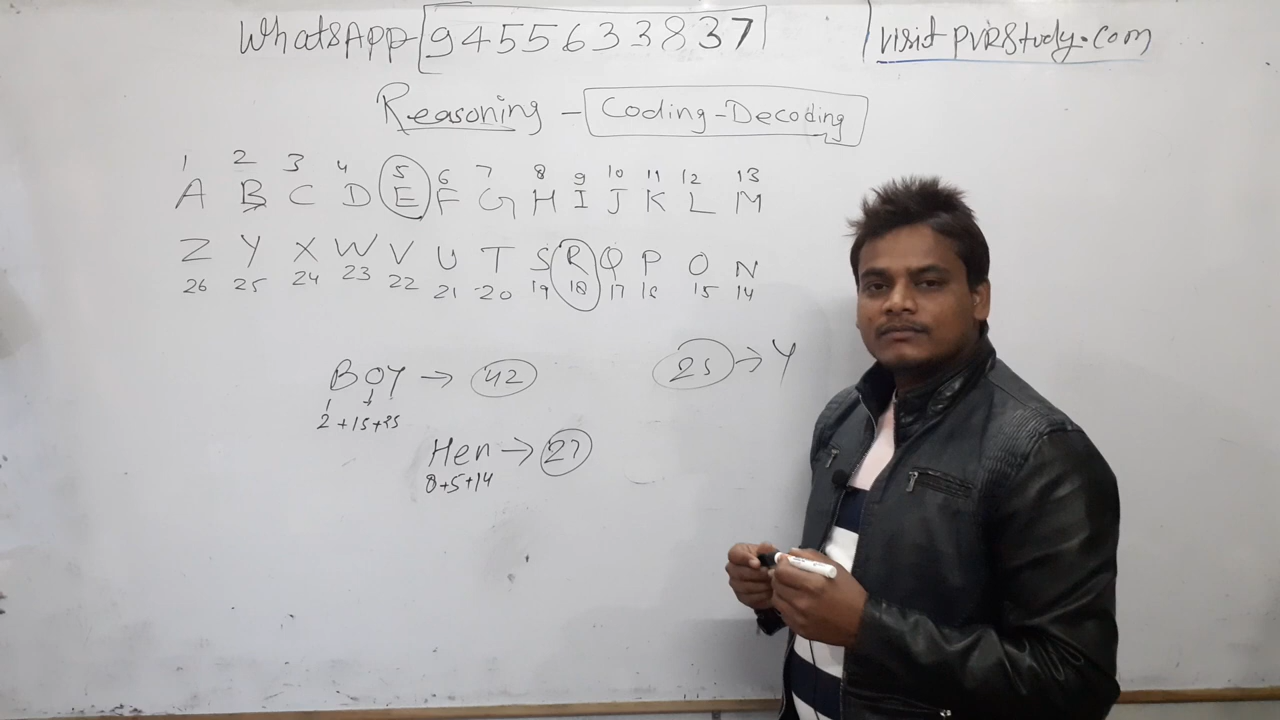 WhatsApp-9455633837
visit PVRStudy.com
Reasoning - Coding-Decoding
1 2 3 4 5 6 7 8 9 10 11 12 13
A B C D E F G H I J K L M
Z Y X W V U T S R Q P O N
26 25 24 23 22 21 20 19 18 17 16 15 14
BOY → 42
2+15+25
25 → Y
Hen → 27
8+5+14